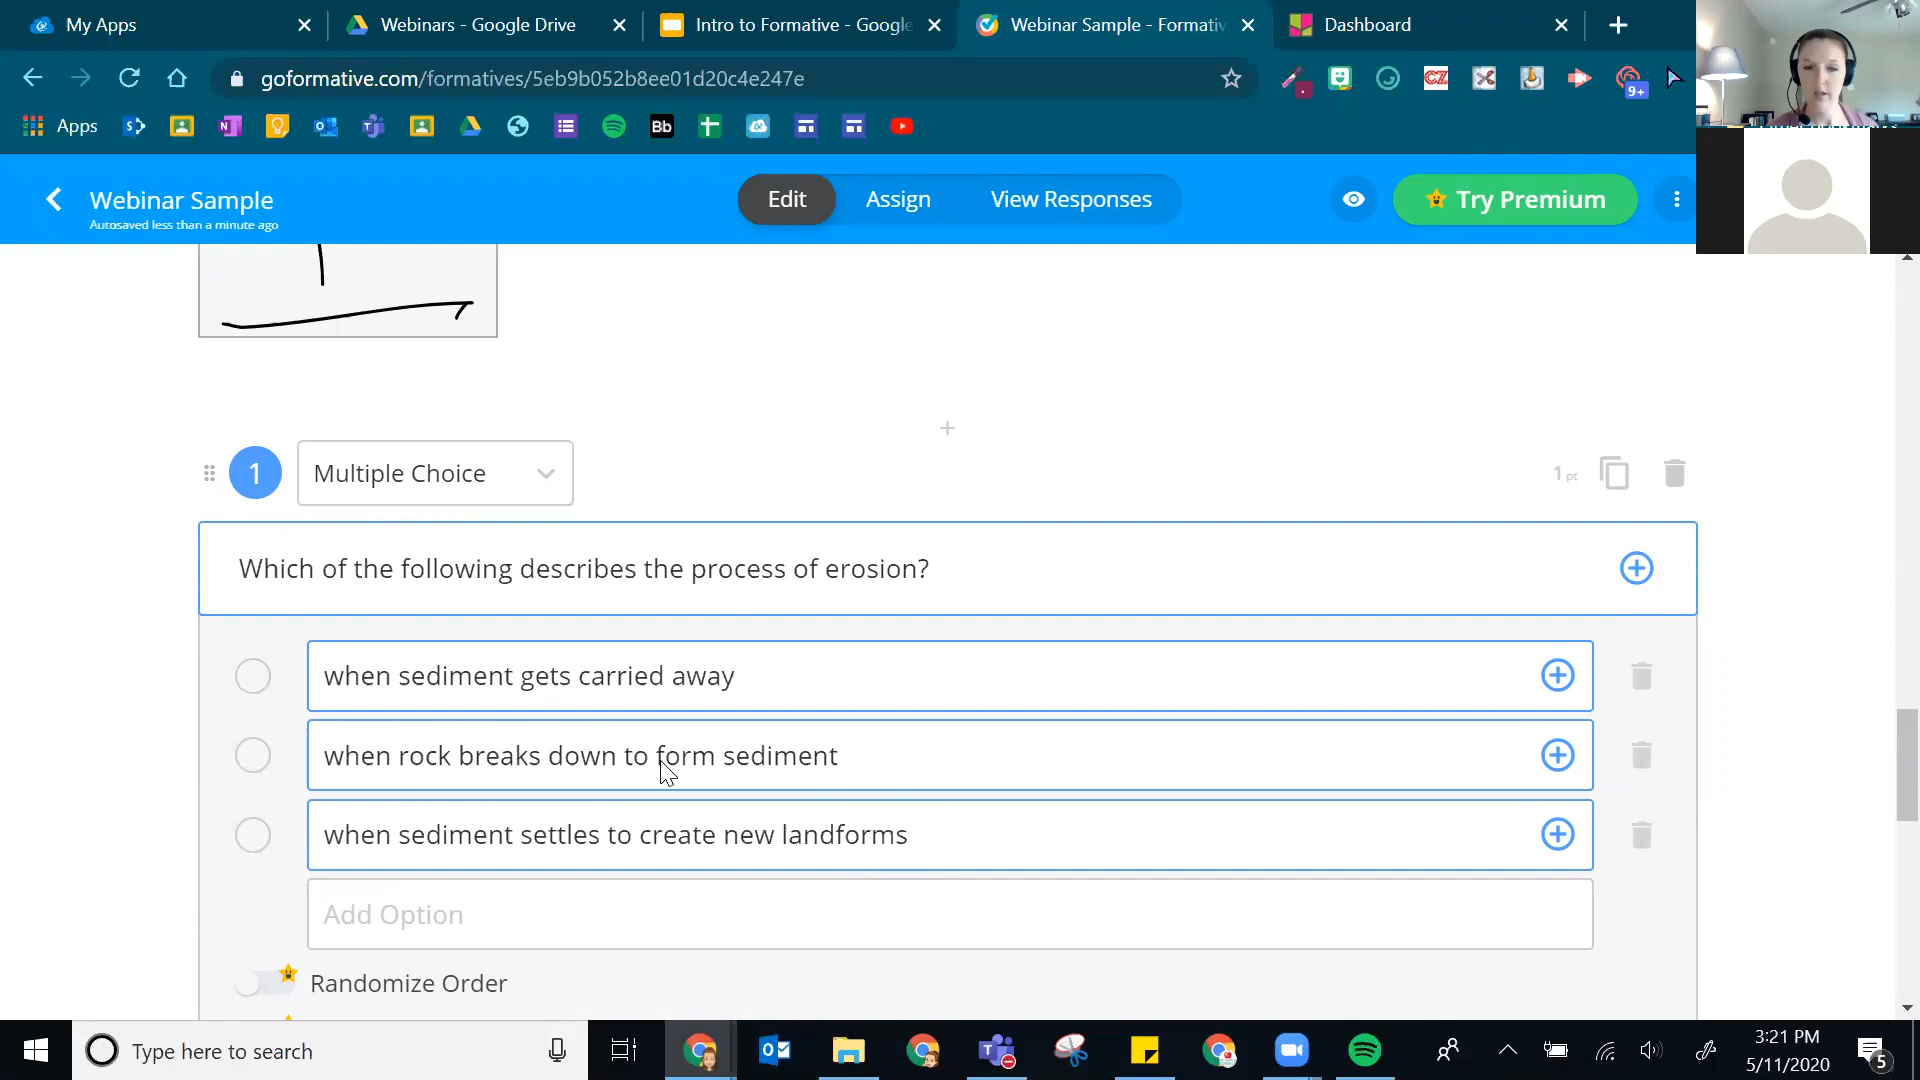 My Apps
Webinars - Google Drive
Intro to Formative - Google
Webinar Sample - Formativ
Dashboard
goformative.com/formatives/5eb9b052b8ee01d20c4e247e
9+
Apps
Bb
Webinar Sample
Autosaved less than a minute ago
Edit
Assign
View Responses
Try Premium
1
Multiple Choice
1 pt
Which of the following describes the process of erosion?
when sediment gets carried away
when rock breaks down to form sediment
when sediment settles to create new landforms
Add Option
Randomize Order
Type here to search
3:21 PM
5/11/2020
5